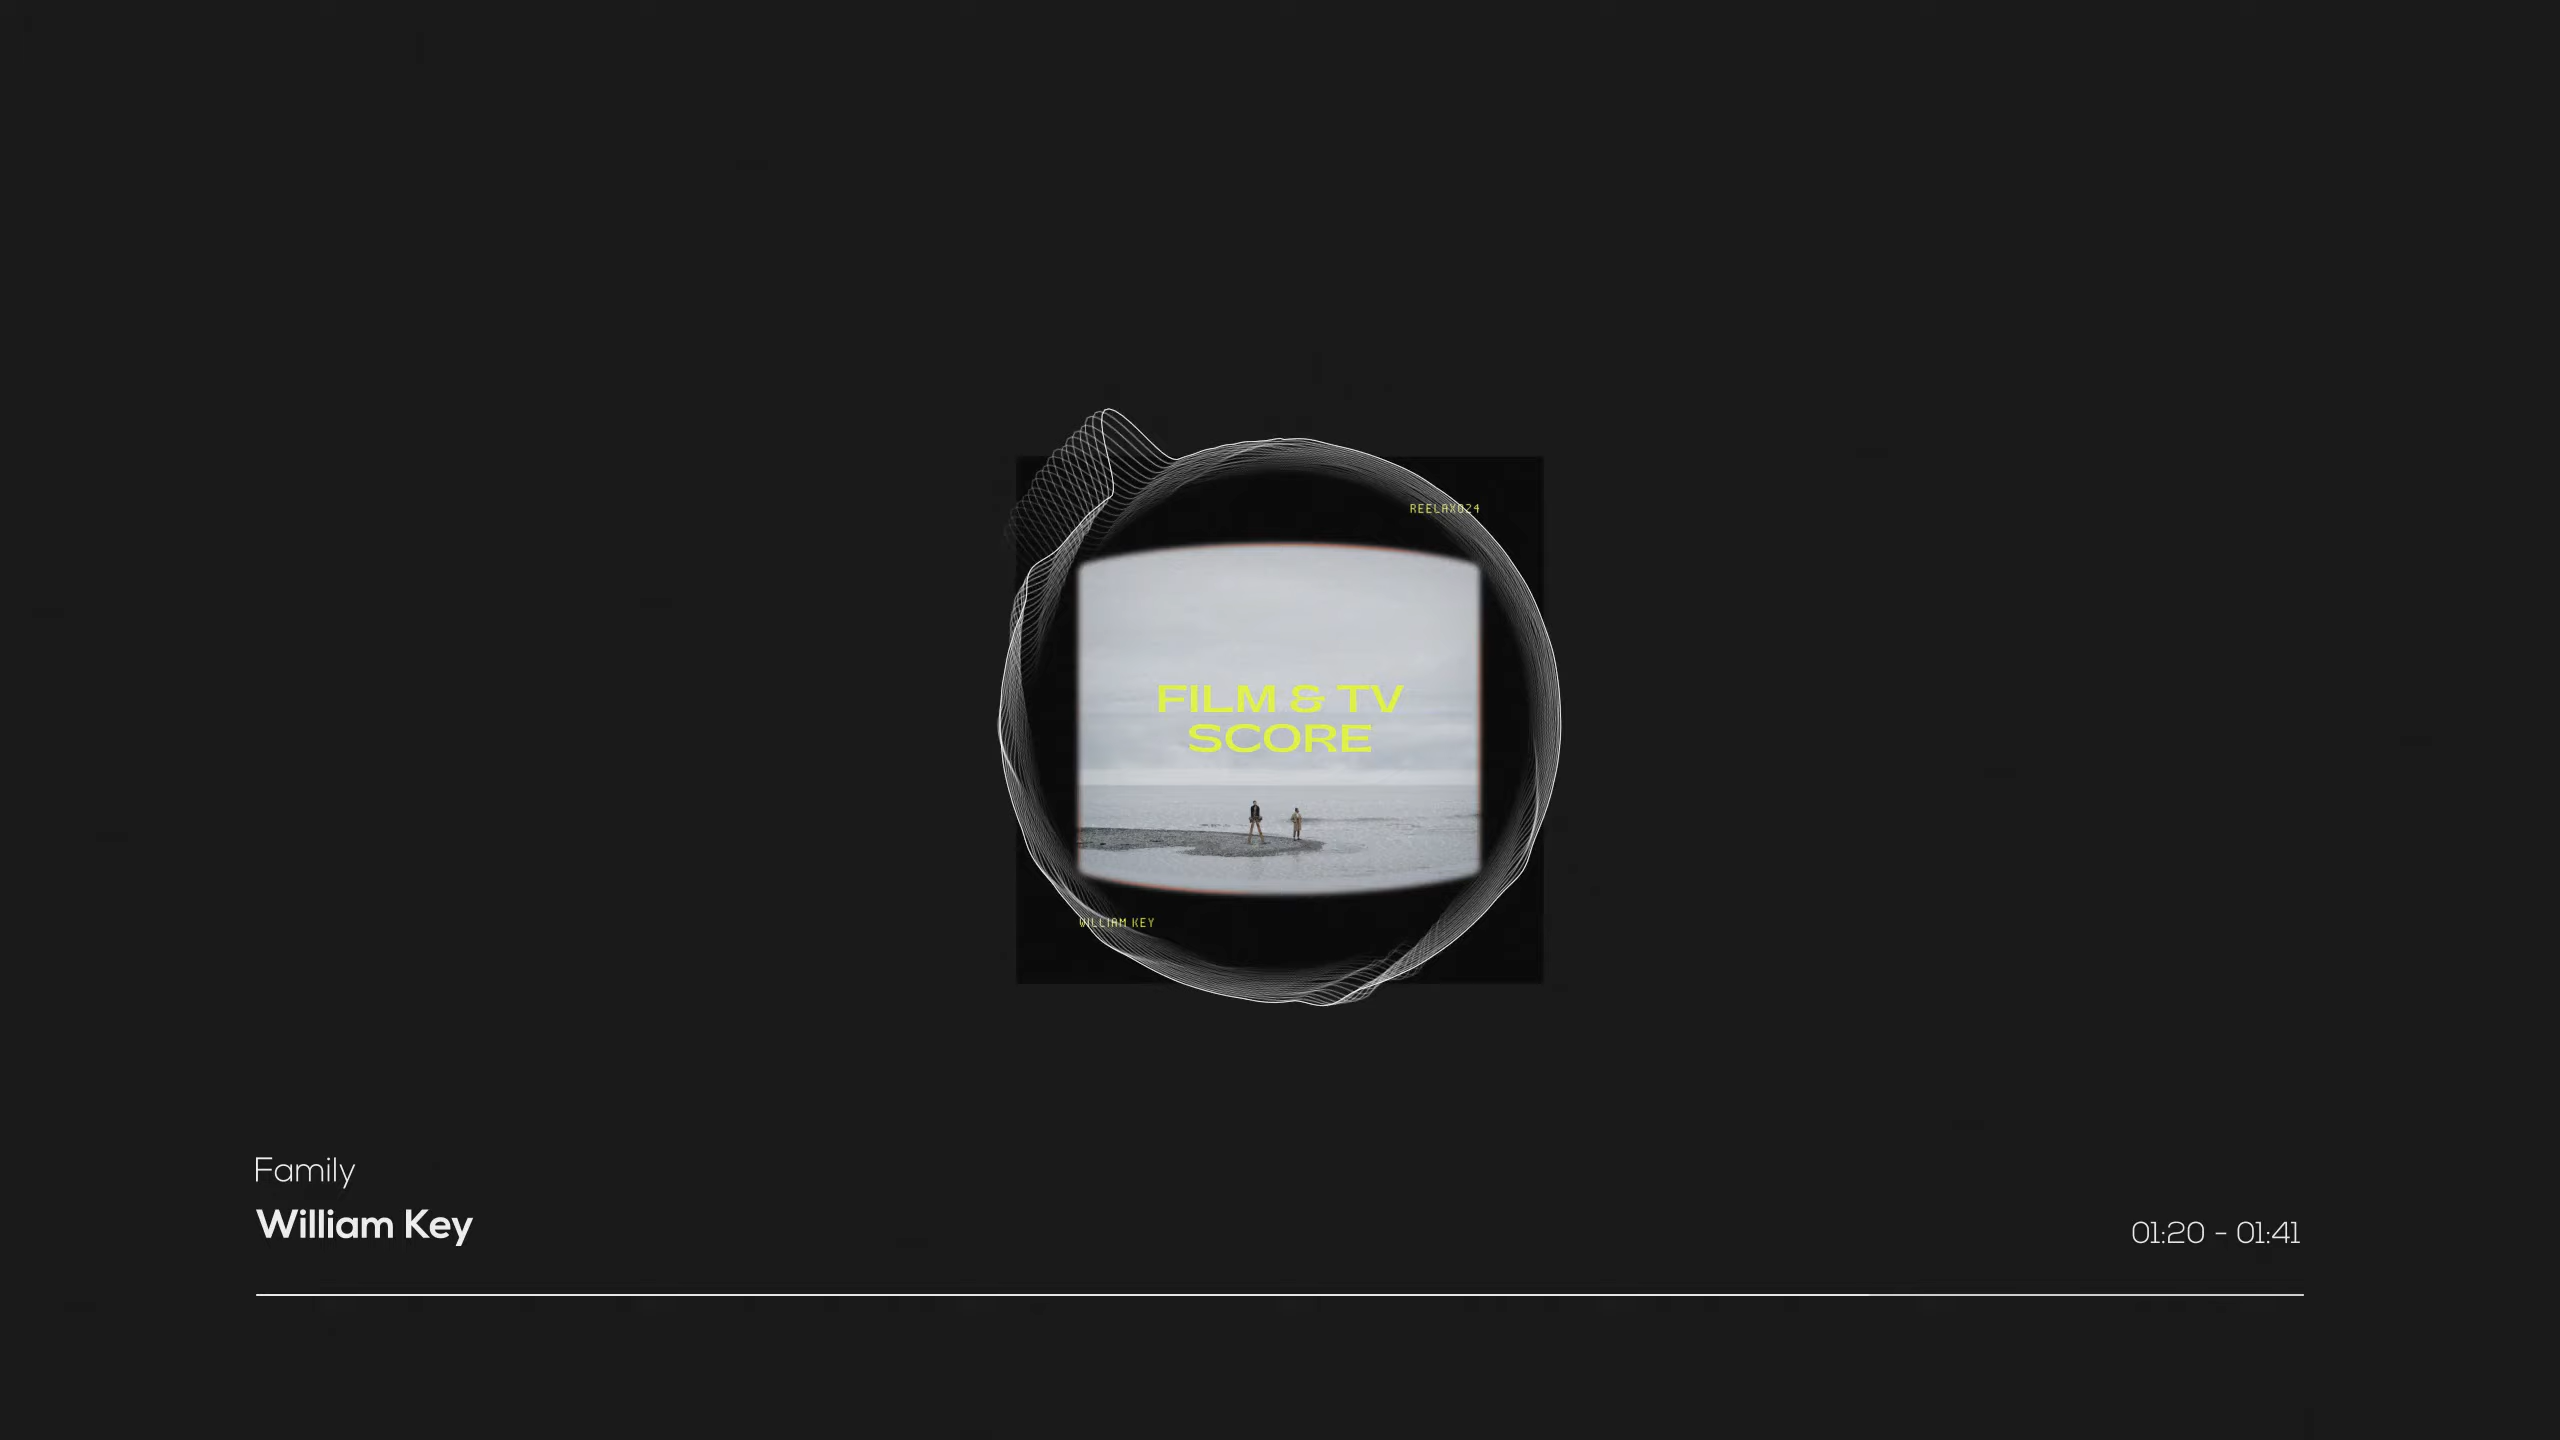 REELAX024
FILM & TV
SCORE
WILLIAM KEY
Family
William Key
01:20 - 01:41